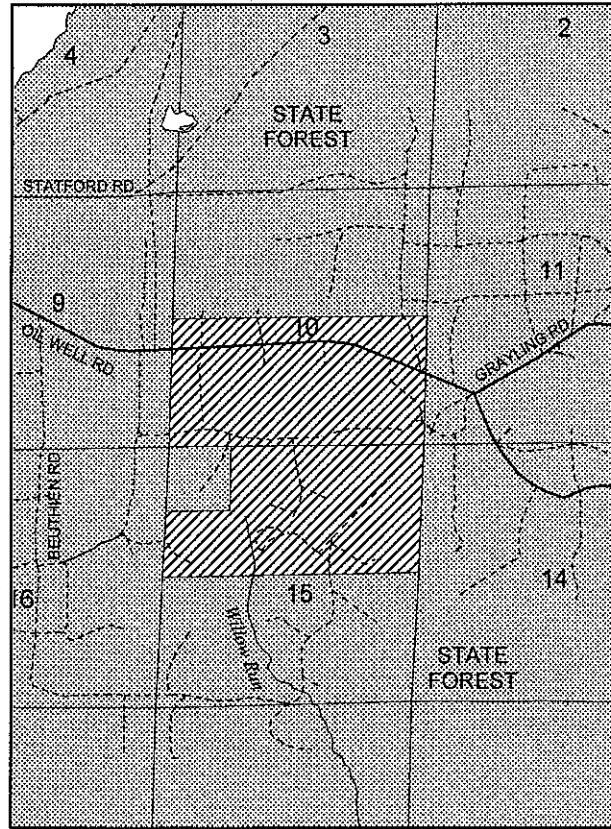 4
3
2
STATE
FOREST
STATFORD RD
9
10
11
OIL WELL RD
GRAYLING RD
BEUTHIEN RD
16
15
14
Willow Run
STATE
FOREST